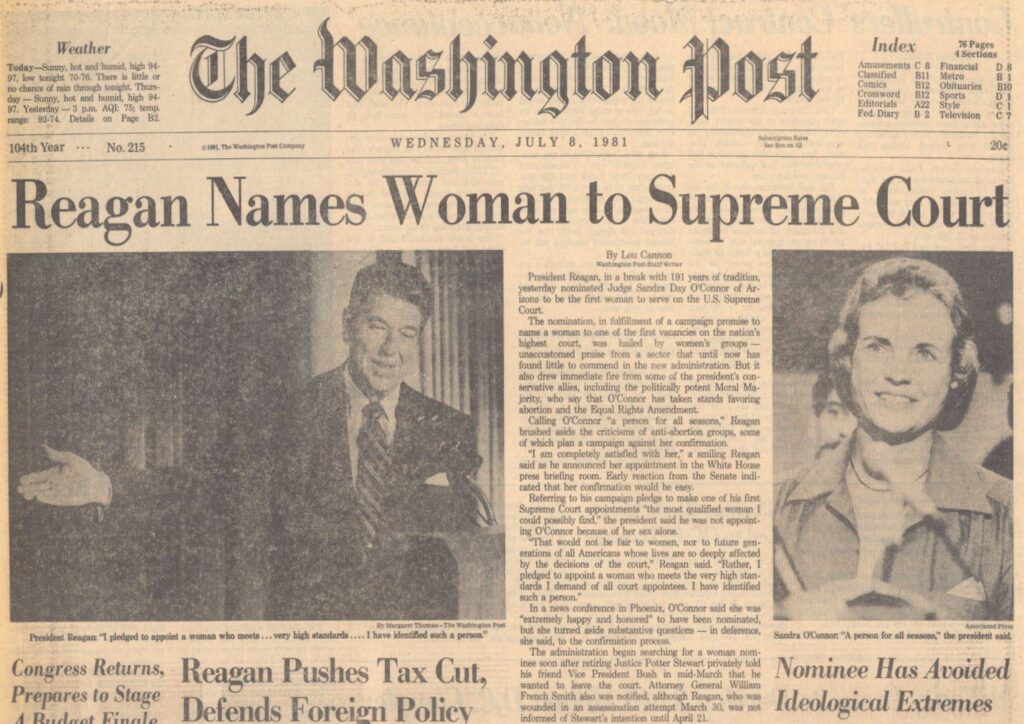 Weather
Today—Sunny, hot and humid, high 94-
97, low tonight 70-76. There is little or
no chance of rain through tonight. Thurs-
day — Sunny, hot and humid, high 94-
97. Yesterday — 3 p.m. AQI: 75; temp.
range: 92-74. Details on Page B2.
The Washington Post
Index
76 Pages
4 Sections
Amusements C 8
Classified B11
Comics B12
Crossword B12
Editorials A22
Fed. Diary B 2
Financial D 6
Metro B 1
Obituaries B10
Sports D 1
Style C 1
Television C 7
104th Year ··· No. 215
©1981, The Washington Post Company
WEDNESDAY, JULY 8, 1981
Subscription Rates
See Box on A2
20¢
Reagan Names Woman to Supreme Court
By Margaret Thomas—The Washington Post
President Reagan: "I pledged to appoint a woman who meets ... very high standards .... I have identified such a person."
By Lou Cannon
Washington Post Staff Writer
President Reagan, in a break with 191 years of tradition,
yesterday nominated Judge Sandra Day O'Connor of Ar-
izona to be the first woman to serve on the U.S. Supreme
Court.
The nomination, in fulfillment of a campaign promise to
name a woman to one of the first vacancies on the nation's
highest court, was hailed by women's groups —
unaccustomed praise from a sector that until now has
found little to commend in the new administration. But it
also drew immediate fire from some of the president's con-
servative allies, including the politically potent Moral Ma-
jority, who say that O'Connor has taken stands favoring
abortion and the Equal Rights Amendment.
Calling O'Connor "a person for all seasons," Reagan
brushed aside the criticisms of anti-abortion groups, some
of which plan a campaign against her confirmation.
"I am completely satisfied with her," a smiling Reagan
said as he announced her appointment in the White House
press briefing room. Early reaction from the Senate indi-
cated that her confirmation would be easy.
Referring to his campaign pledge to make one of his first
Supreme Court appointments "the most qualified woman I
could possibly find," the president said he was not appoint-
ing O'Connor because of her sex alone.
"That would not be fair to women, nor to future gen-
erations of all Americans whose lives are so deeply affected
by the decisions of the court," Reagan said. "Rather, I
pledged to appoint a woman who meets the very high stan-
dards I demand of all court appointees. I have identified
such a person."
In a news conference in Phoenix, O'Connor said she was
"extremely happy and honored" to have been nominated,
but she turned aside substantive questions — in deference,
she said, to the confirmation process.
The administration began searching for a woman nom-
inee soon after retiring Justice Potter Stewart privately told
his friend Vice President Bush in mid-March that he
wanted to leave the court. Attorney General William
French Smith also was notified, although Reagan, who was
wounded in an assassination attempt March 30, was not
informed of Stewart's intention until April 21.
Associated Press
Sandra O'Connor: "A person for all seasons," the president said.
Congress Returns,
Prepares to Stage
A Budget Finale
Reagan Pushes Tax Cut,
Defends Foreign Policy
Nominee Has Avoided
Ideological Extremes